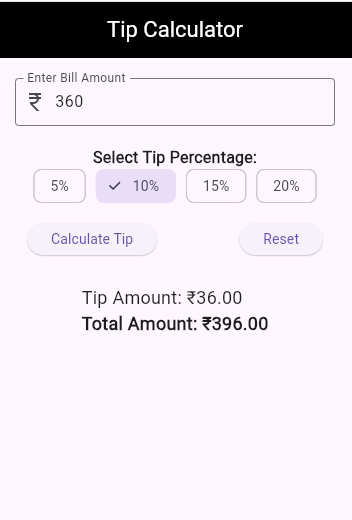 Tip Calculator
Enter Bill Amount
₹ 360
Select Tip Percentage:
5% 10% 15% 20%
Calculate Tip Reset
Tip Amount: ₹36.00
Total Amount: ₹396.00